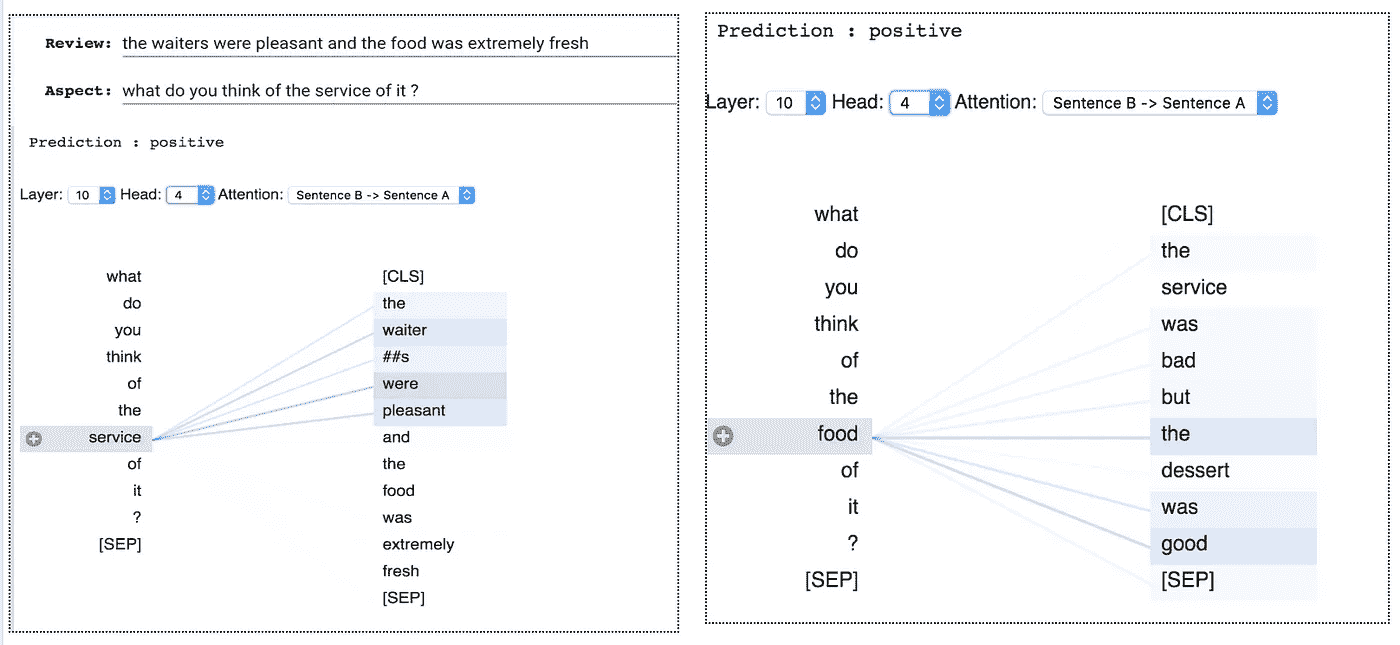 Review: the waiters were pleasant and the food was extremely fresh
Aspect: what do you think of the service of it ?
Prediction : positive
Layer: 10 Head: 4 Attention: Sentence B -> Sentence A
what
do
you
think
of
the
service
of
it
?
[SEP]
[CLS]
the
waiter
##s
were
pleasant
and
the
food
was
extremely
fresh
[SEP]
Prediction : positive
Layer: 10 Head: 4 Attention: Sentence B -> Sentence A
what
do
you
think
of
the
food
of
it
?
[SEP]
[CLS]
the
service
was
bad
but
the
dessert
was
good
[SEP]